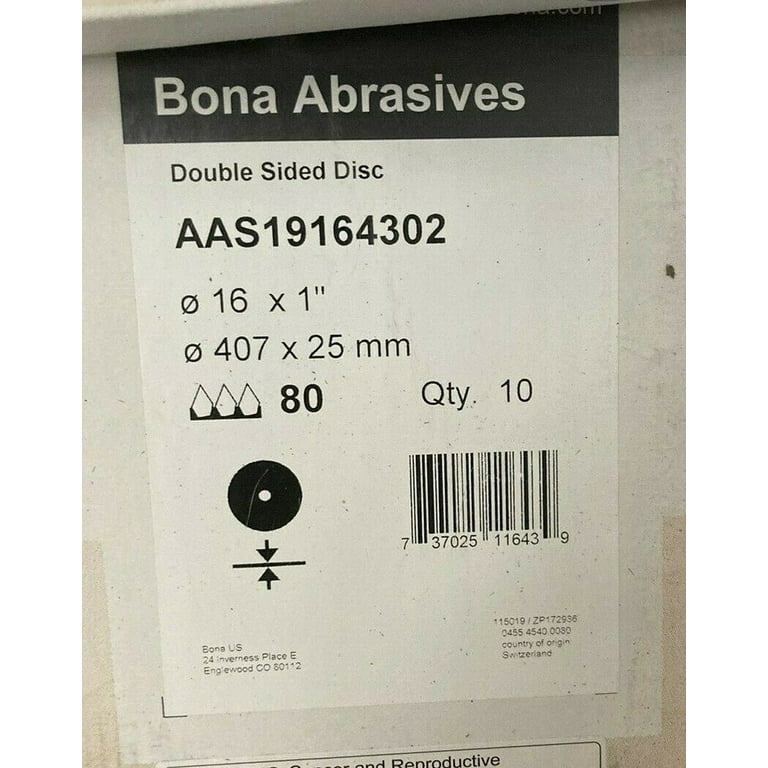 Bona Abrasives
Double Sided Disc
AAS19164302
ø 16 x 1"
ø 407 x 25 mm
80
Qty. 10
7 37025 11643 9
115019 / ZP172936
0455 4540 0080
country of origin
Switzerland
Bona US
24 Inverness Place E
Englewood CO 80112
Cancer and Reproductive